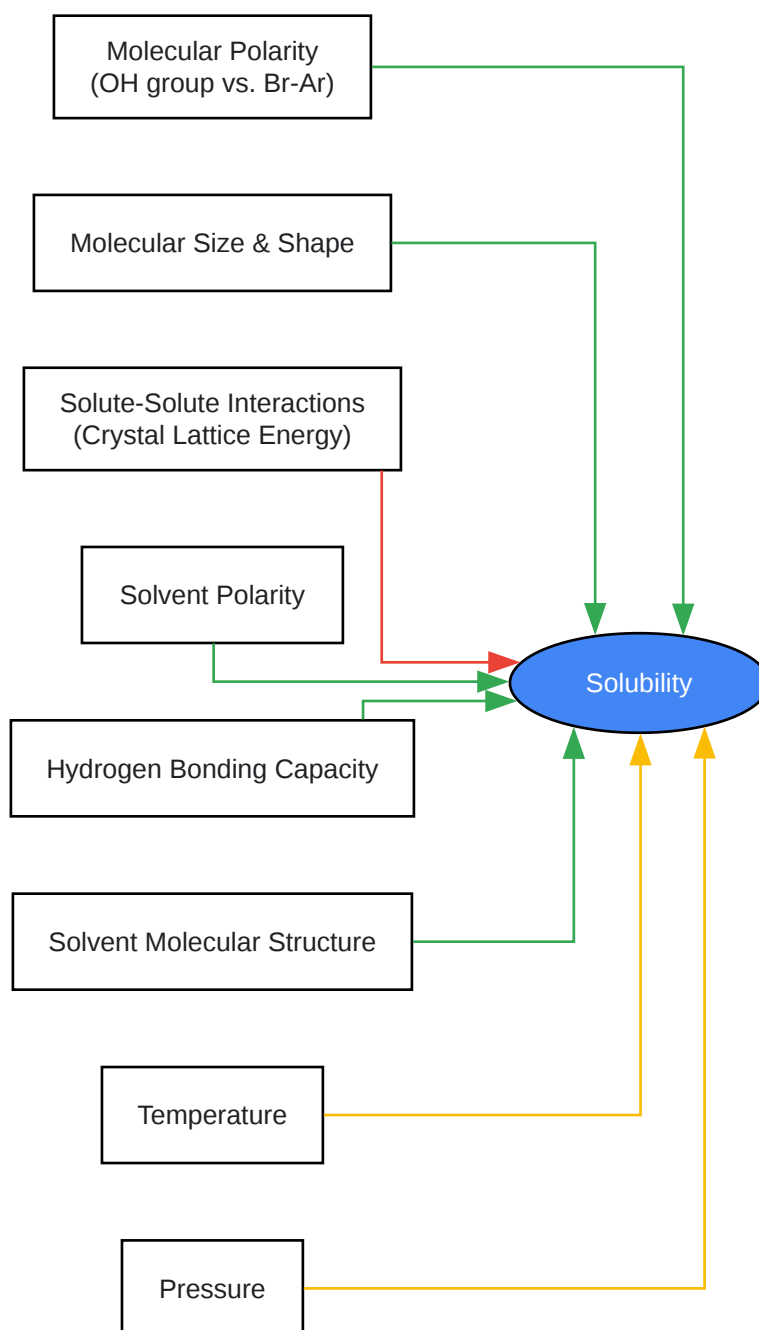 Molecular Polarity
(OH group vs. Br-Ar)
Molecular Size & Shape
Solute-Solute Interactions
(Crystal Lattice Energy)
Solvent Polarity
Solubility
Hydrogen Bonding Capacity
Solvent Molecular Structure
Temperature
Pressure